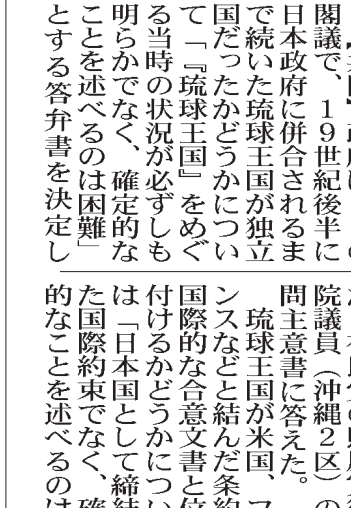 閣議で、19世紀後半に
日本政府に併合されるま
で続いた琉球王国が独立
国だったかどうかについ
て「『琉球王国』をめぐ
る当時の状況が必ずしも
明らかでなく、確定的な
ことを述べるのは困難」
とする答弁書を決定し
院議員(沖縄2区)の
問主意書に答えた。
琉球王国が米国、フ
ンスなどと結んだ条約
国際的な合意文書と位
付けるかどうかについ
は「日本国として締結
た国際約束でなく、確
的なことを述べるのは